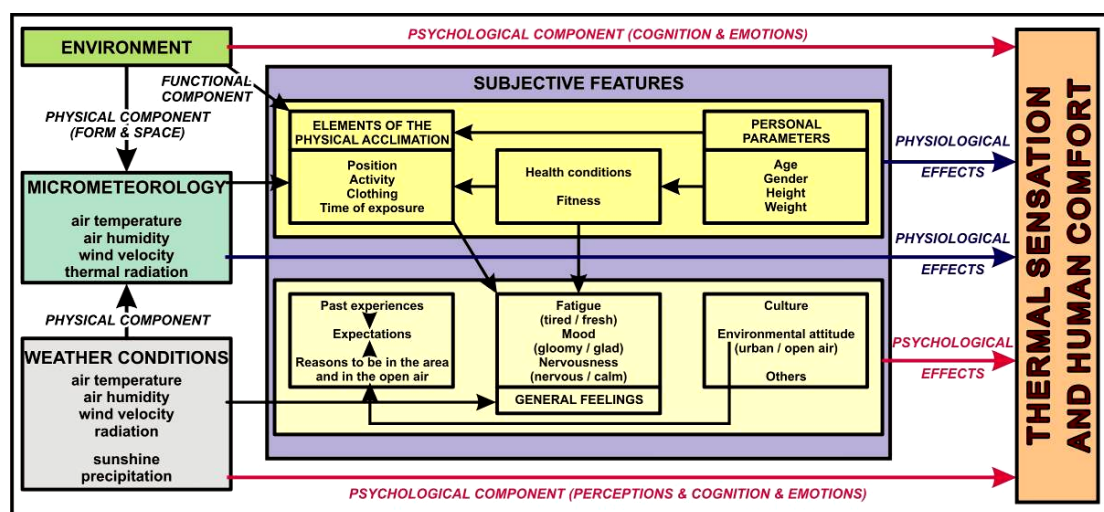 ENVIRONMENT
PSYCHOLOGICAL COMPONENT (COGNITION & EMOTIONS)
FUNCTIONAL
COMPONENT
PHYSICAL COMPONENT
(FORM & SPACE)
SUBJECTIVE FEATURES
ELEMENTS OF THE
PHYSICAL ACCLIMATION
Position
Activity
Clothing
Time of exposure
Health conditions
Fitness
PERSONAL
PARAMETERS
Age
Gender
Height
Weight
PHYSIOLOGICAL
EFFECTS
MICROMETEOROLOGY
air temperature
air humidity
wind velocity
thermal radiation
PHYSIOLOGICAL
EFFECTS
PHYSICAL COMPONENT
Past experiences
Expectations
Reasons to be in the area
and in the open air
Fatigue
(tired / fresh)
Mood
(gloomy / glad)
Nervousness
(nervous / calm)
GENERAL FEELINGS
Culture
Environmental attitude
(urban / open air)
Others
PSYCHOLOGICAL
EFFECTS
WEATHER CONDITIONS
air temperature
air humidity
wind velocity
radiation
sunshine
precipitation
PSYCHOLOGICAL COMPONENT (PERCEPTIONS & COGNITION & EMOTIONS)
THERMAL SENSATION
AND HUMAN COMFORT